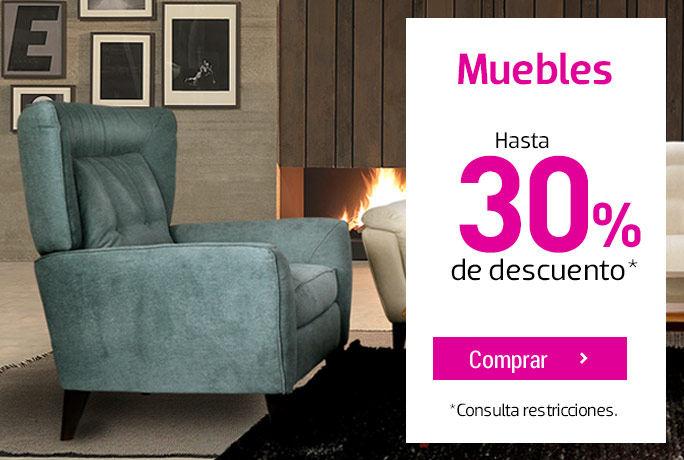 E
Muebles
Hasta
30%
de descuento*
Comprar >
*Consulta restricciones.